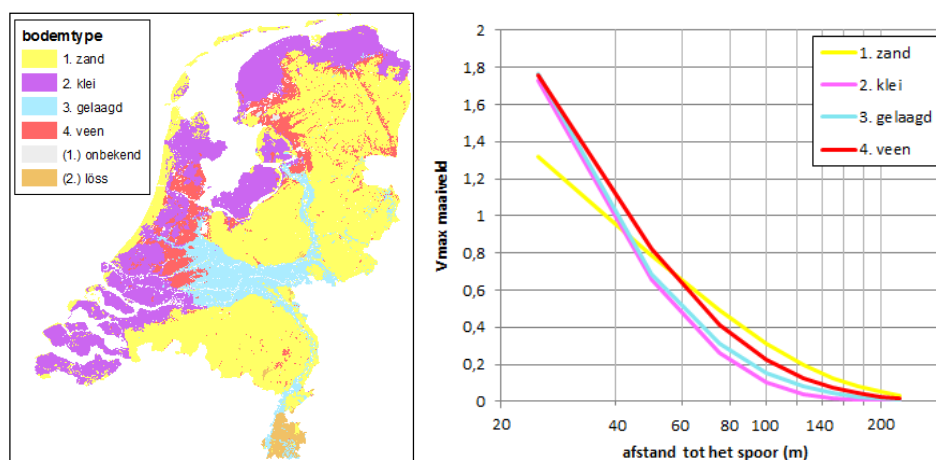 bodemtype
1. zand
2. klei
3. gelaagd
4. veen
(1.) onbekend
(2.) löss
Vmax maaiveld
2
1,8
1,6
1,4
1,2
1
0,8
0,6
0,4
0,2
0
20
40
60
80
100
140
200
afstand tot het spoor (m)
1. zand
2. klei
3. gelaagd
4. veen